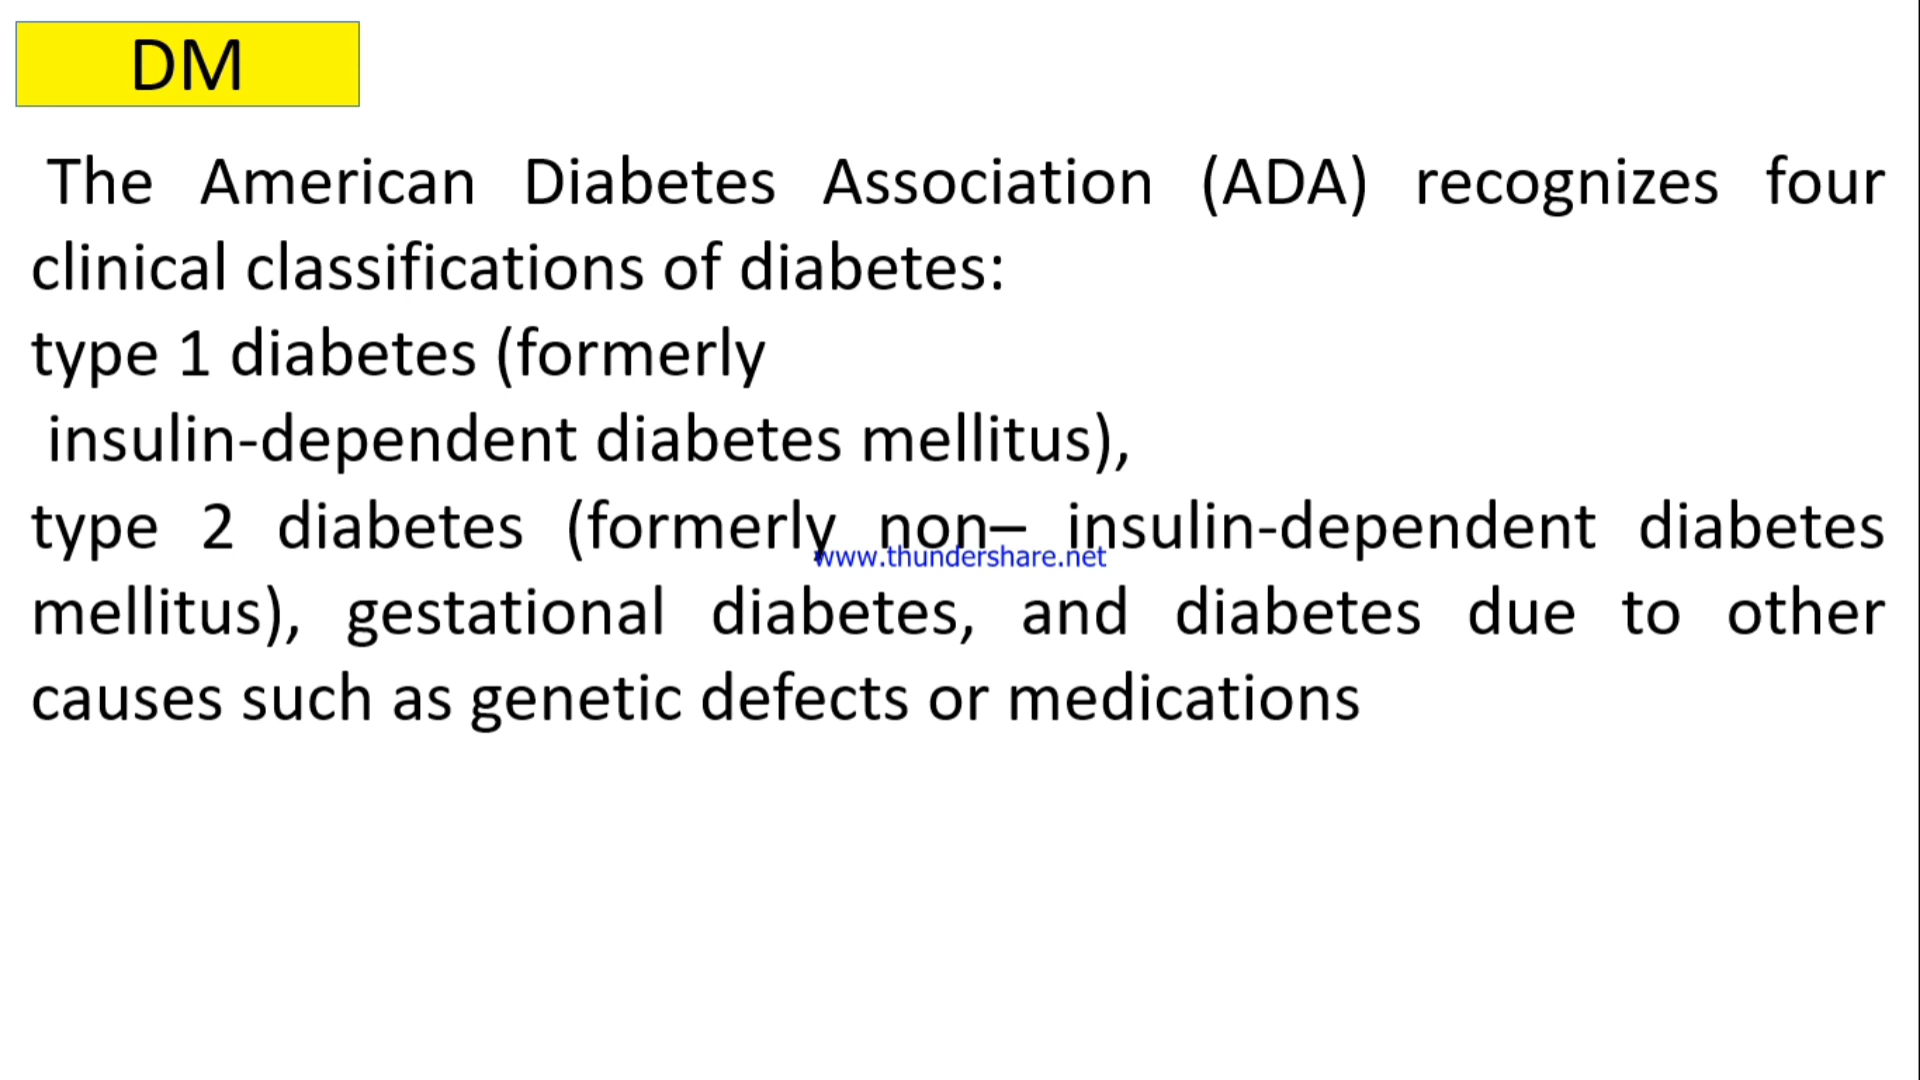 DM
The American Diabetes Association (ADA) recognizes four
clinical classifications of diabetes:
type 1 diabetes (formerly
insulin-dependent diabetes mellitus),
type 2 diabetes (formerly non– insulin-dependent diabetes
www.thundershare.net
mellitus), gestational diabetes, and diabetes due to other
causes such as genetic defects or medications